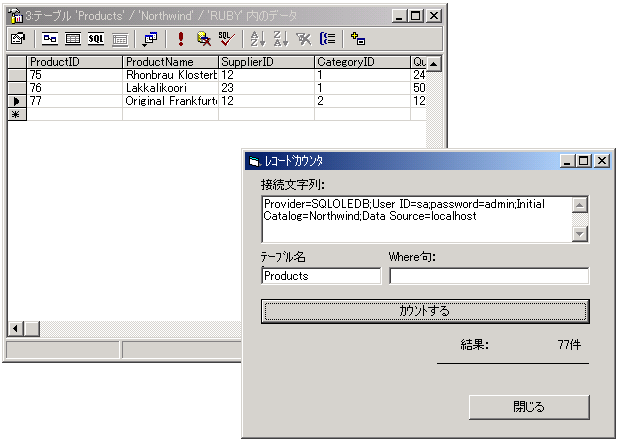 3:テーブル 'Products' / 'Northwind' / 'RUBY' 内のデータ
SQL SQL
ProductID ProductName SupplierID CategoryID Qu
75 Rhonbrau Klosterb 12 1 24
76 Lakkalikoori 23 1 50
77 Original Frankfurte 12 2 12
レコードカウンタ
接続文字列:
Provider=SQLOLEDB;User ID=sa;password=admin;Initial
Catalog=Northwind;Data Source=localhost
テーブル名 Where句:
Products
カウントする
結果: 77件
閉じる